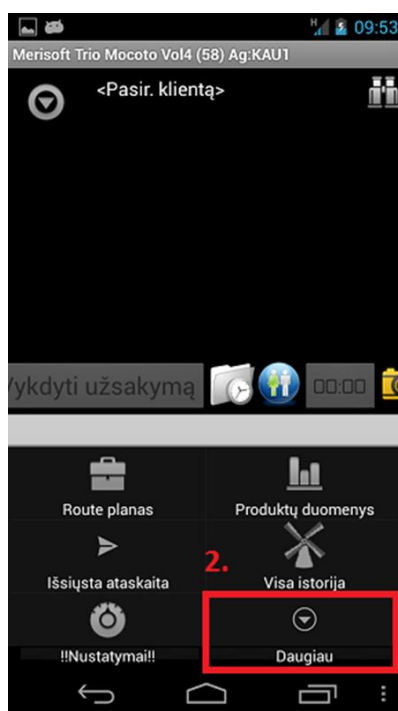 H 09:53
Merisoft Trio Mocoto Vol4 (58) Ag:KAU1
<Pasir. klientą>
Vykdyti užsakymą 00:00
Route planas Produktų duomenys
Išsiųsta ataskaita 2. Visa istorija
!!Nustatymai!! Daugiau